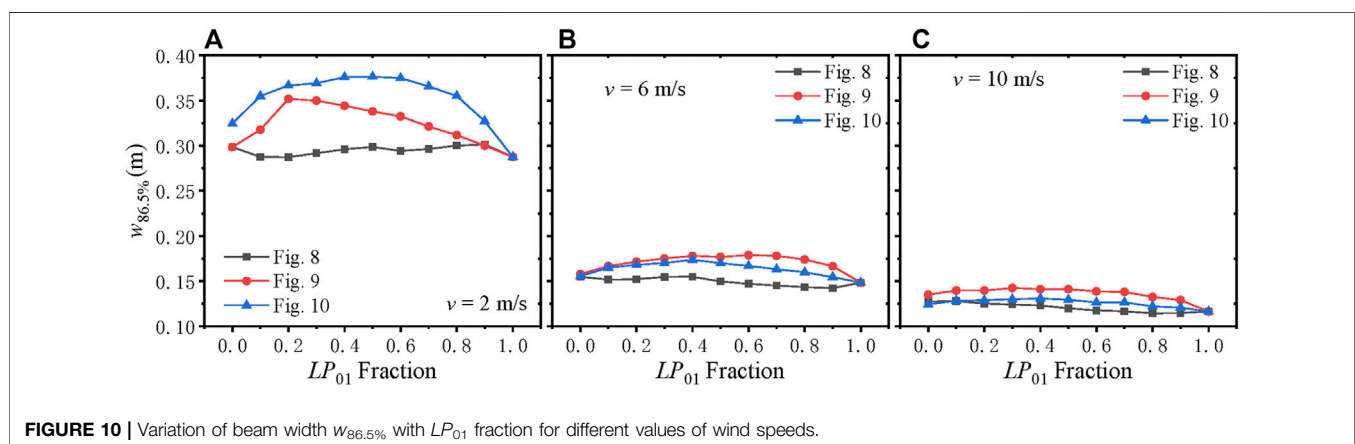 A
B
C
0.40
0.35
0.30
0.25
0.20
0.15
0.10
w86.5%(m)
Fig. 8
Fig. 9
Fig. 10
v = 2 m/s
0.0 0.2 0.4 0.6 0.8 1.0
LP01 Fraction
v = 6 m/s
Fig. 8
Fig. 9
Fig. 10
0.0 0.2 0.4 0.6 0.8 1.0
LP01 Fraction
v = 10 m/s
Fig. 8
Fig. 9
Fig. 10
0.0 0.2 0.4 0.6 0.8 1.0
LP01 Fraction
FIGURE 10 | Variation of beam width w86.5% with LP01 fraction for different values of wind speeds.